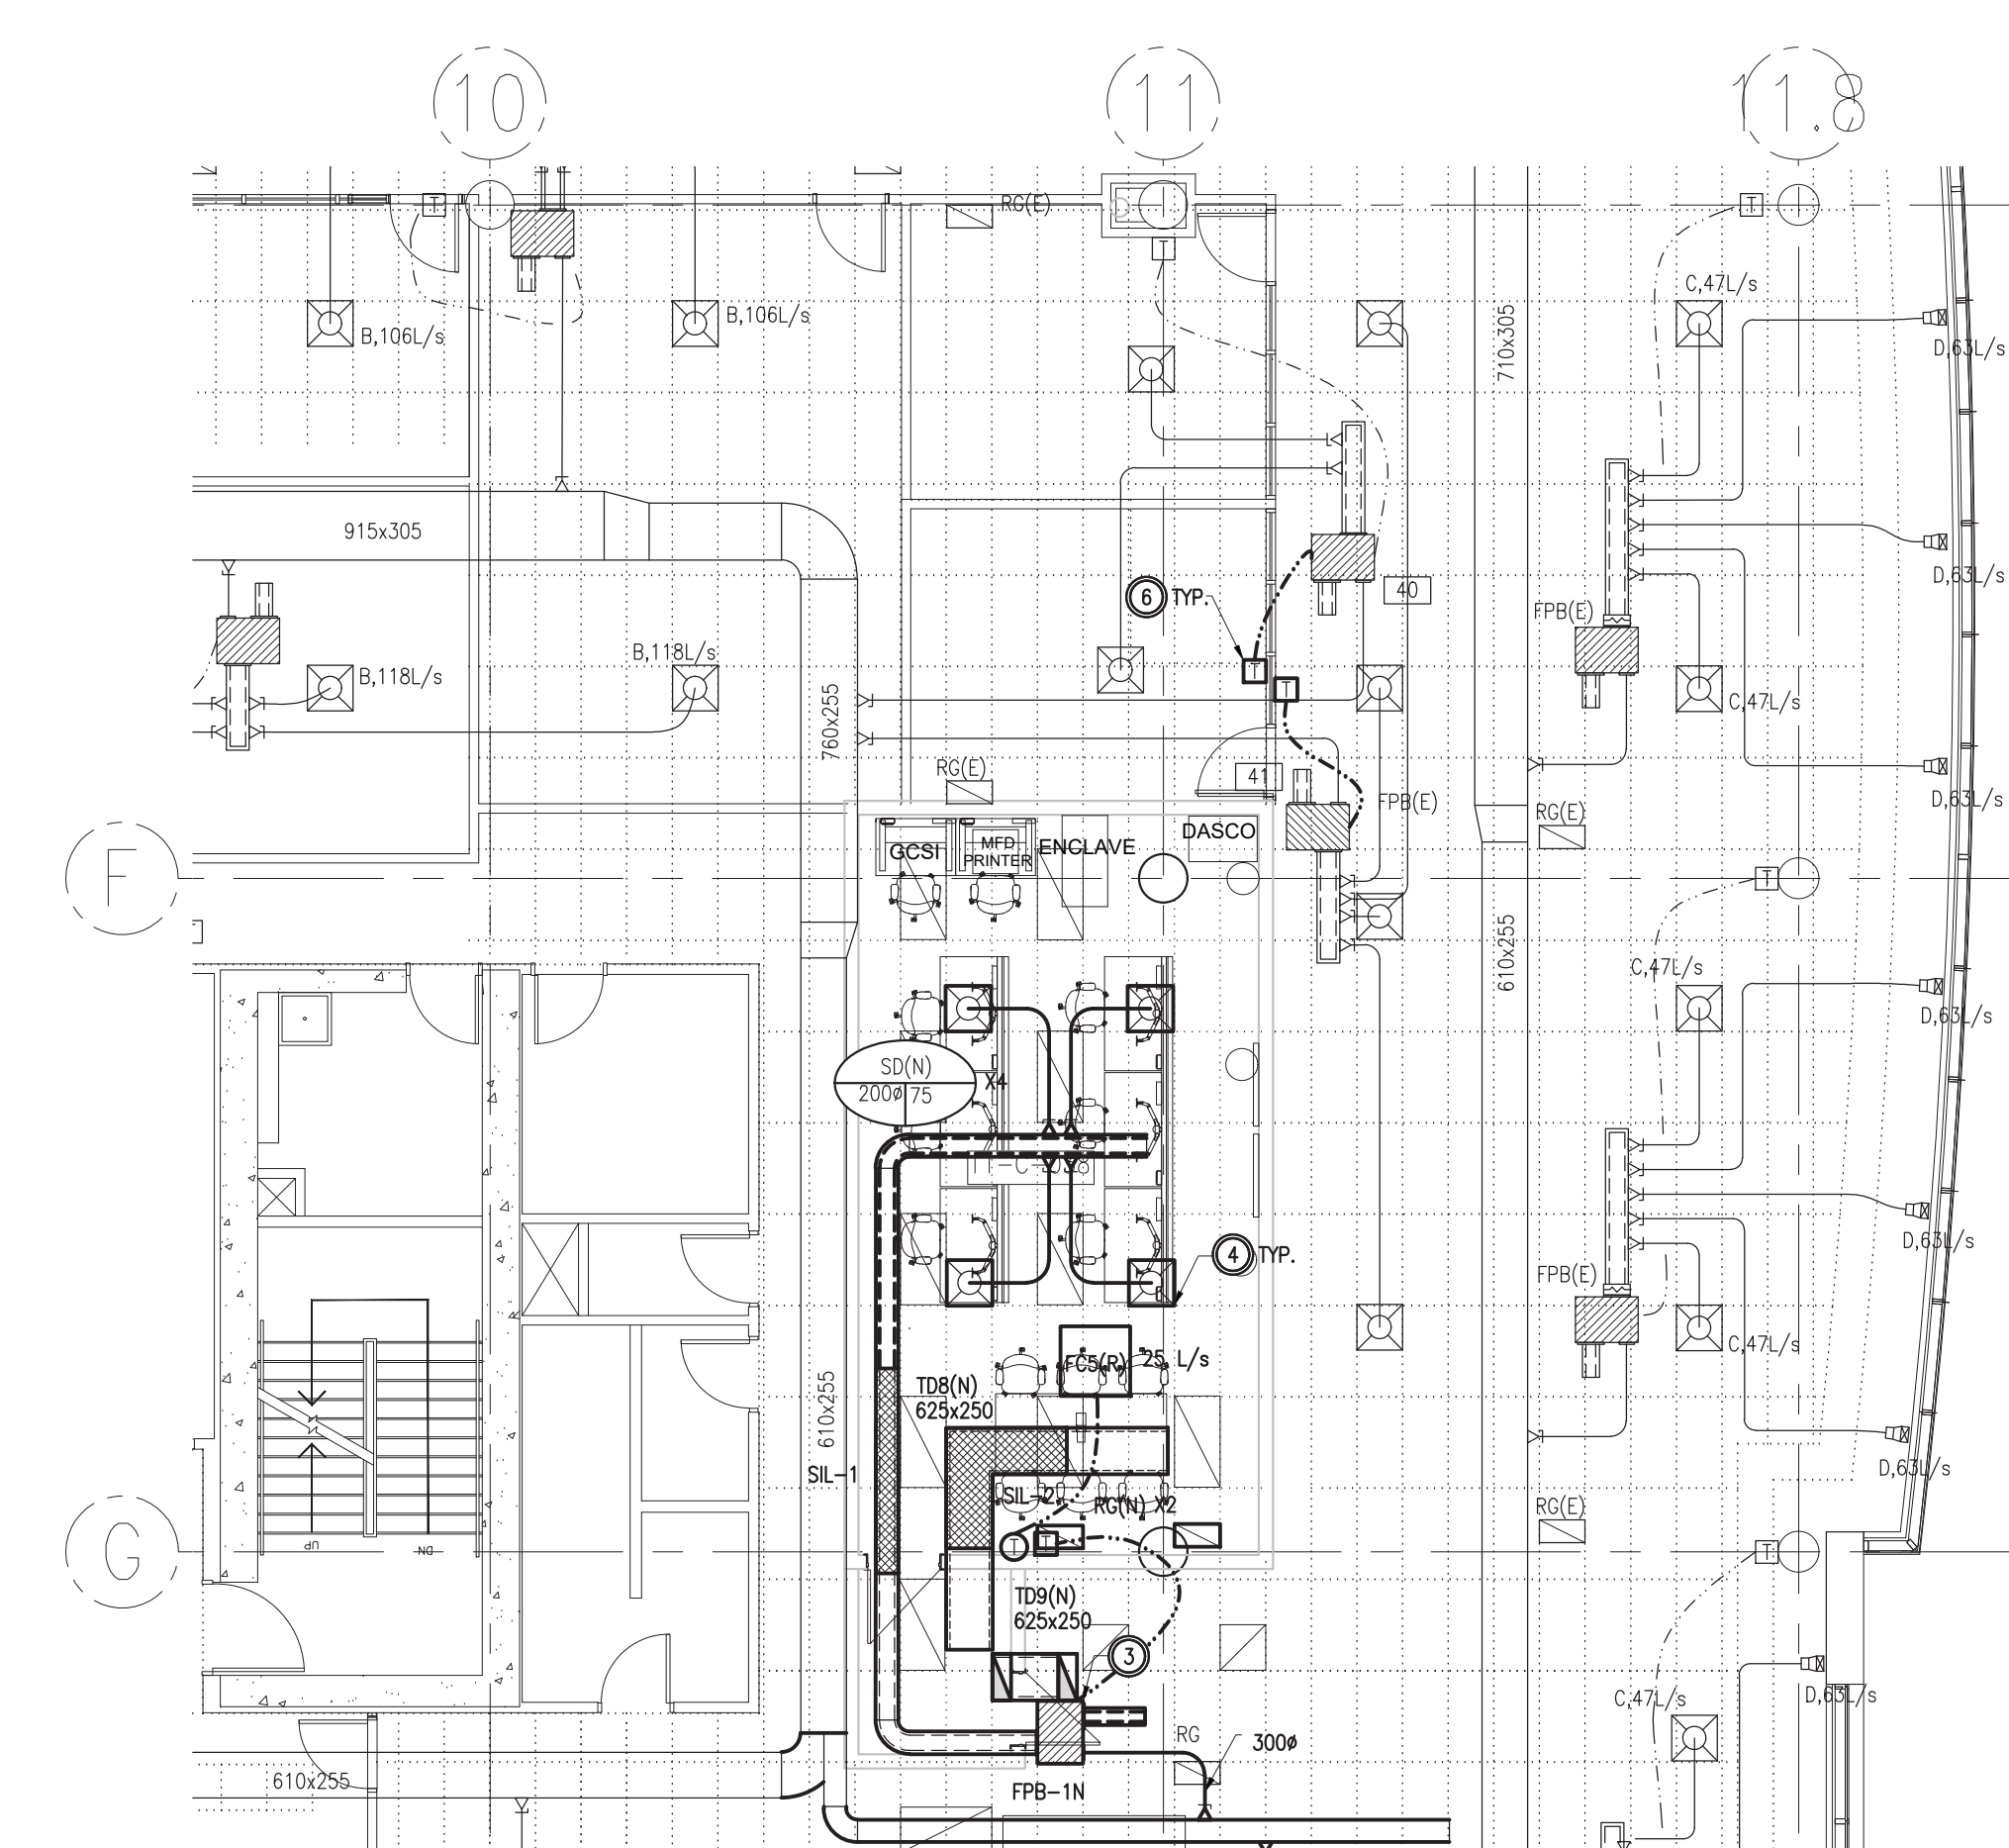 10
11
11.8
RG(E)
B,106L/s
B,106L/s
C,47L/s
D,63L/s
710x305
915x305
D,63L/s
6 TYP.
40
FPB(E)
B,118L/s
B,118L/s
C,47L/s
760x255
RG(E)
41
FPB(E)
D,63L/s
RG(E)
GCSI
MFD
PRINTER
ENCLAVE
DASCO
F
610x255
C,47L/s
D,63L/s
SD(N)
200ø 75
X4
4 TYP.
D,63L/s
FPB(E)
C,47L/s
FC5(R)
25 L/s
TD8(N)
625x250
610x255
SIL-1
D,63L/s
SIL-2
RG(N) X2
RG(E)
UP
DN
G
TD9(N)
625x250
3
C,47L/s
D,63L/s
RG
300ø
610x255
FPB-1N
T
T
T
T
T
T
T
T
T